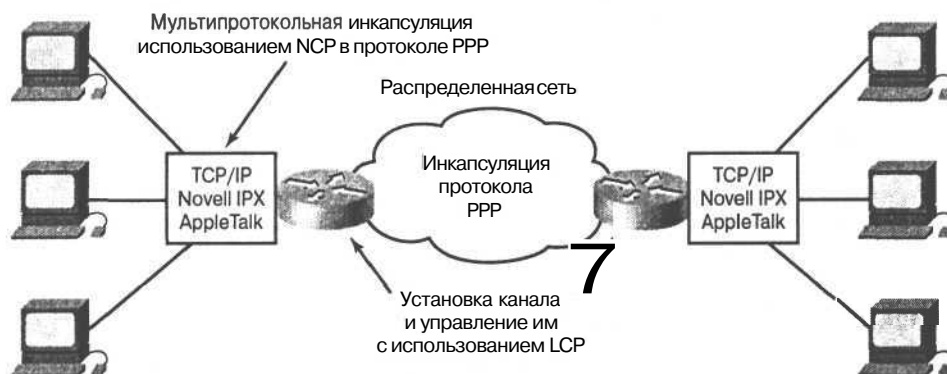 Мультипротокольная инкапсуляция
использованием NCP в протоколе PPP
Распределенная сеть
TCP/IP
Novell IPX
AppleTalk
Инкапсуляция
протокола
PPP
TCP/IP
Novell IPX
AppleTalk
7
Установка канала
и управление им
с использованием LCP